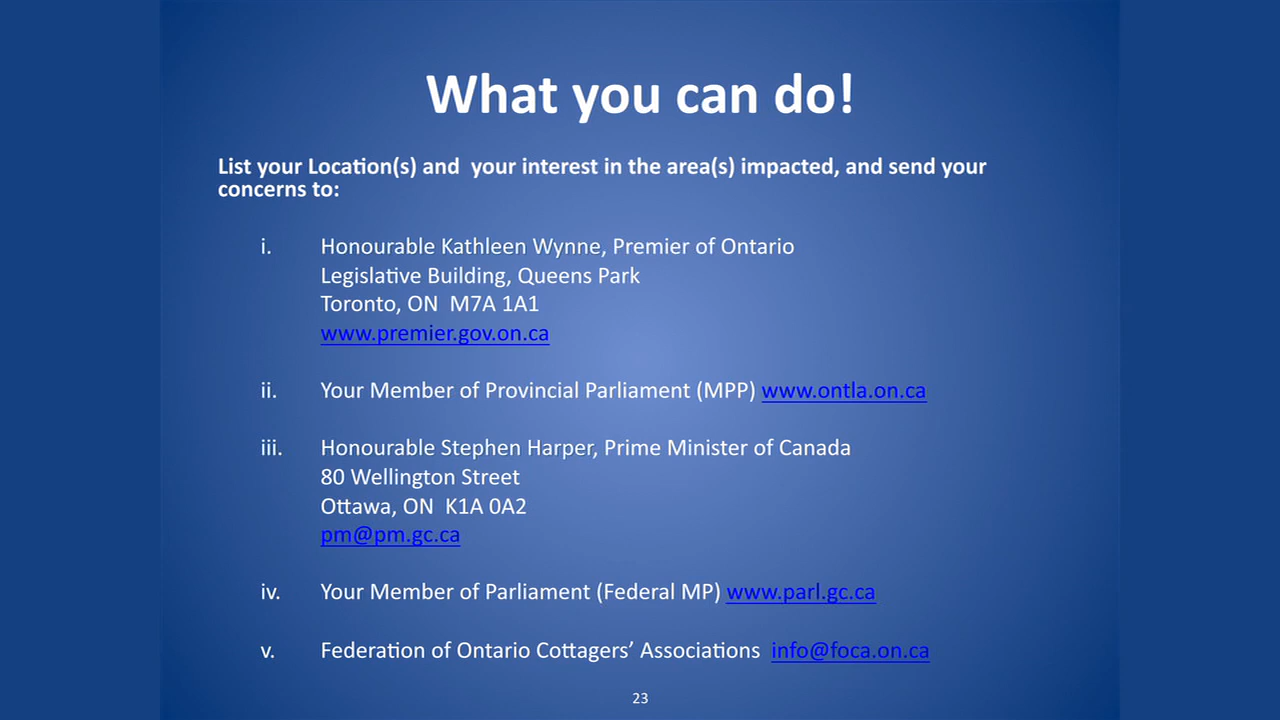 What you can do!
List your Location(s) and  your interest in the area(s) impacted, and send your
concerns to:
i. Honourable Kathleen Wynne, Premier of Ontario
Legislative Building, Queens Park
Toronto, ON  M7A 1A1
www.premier.gov.on.ca
ii. Your Member of Provincial Parliament (MPP) www.ontla.on.ca
iii. Honourable Stephen Harper, Prime Minister of Canada
80 Wellington Street
Ottawa, ON  K1A 0A2
pm@pm.gc.ca
iv. Your Member of Parliament (Federal MP) www.parl.gc.ca
v. Federation of Ontario Cottagers’ Associations  info@foca.on.ca
23